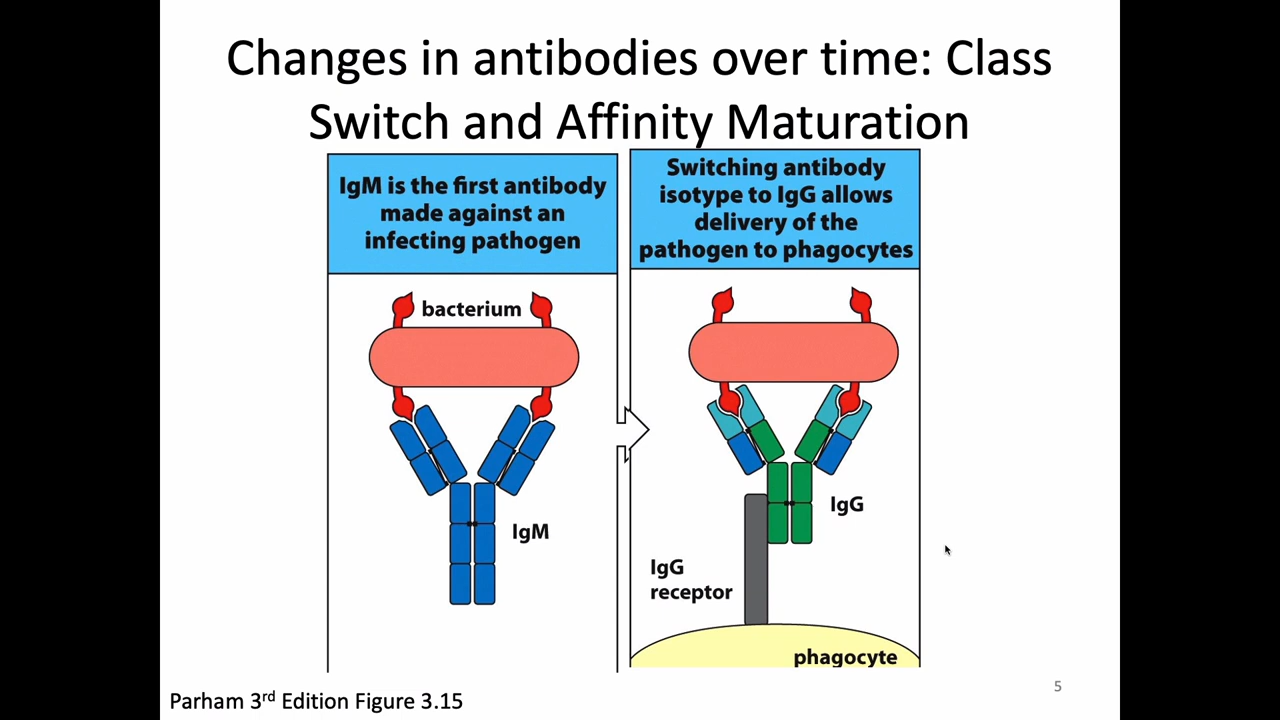 Changes in antibodies over time: Class
Switch and Affinity Maturation
IgM is the first antibody
made against an
infecting pathogen
Switching antibody
isotype to IgG allows
delivery of the
pathogen to phagocytes
bacterium
IgM
IgG
IgG
receptor
phagocyte
Parham 3rd Edition Figure 3.15
5